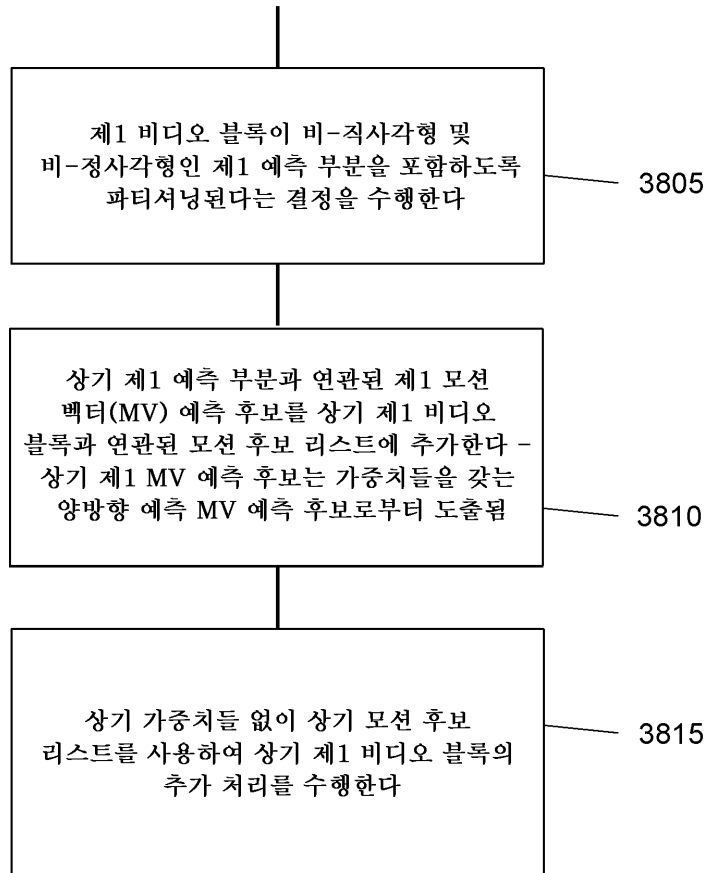 제1 비디오 블록이 비-직사각형 및
비-정사각형인 제1 예측 부분을 포함하도록
파티셔닝된다는 결정을 수행한다
3805
상기 제1 예측 부분과 연관된 제1 모션
벡터(MV) 예측 후보를 상기 제1 비디오
블록과 연관된 모션 후보 리스트에 추가한다 -
상기 제1 MV 예측 후보는 가중치들을 갖는
양방향 예측 MV 예측 후보로부터 도출됨
3810
상기 가중치들 없이 상기 모션 후보
리스트를 사용하여 상기 제1 비디오 블록의
추가 처리를 수행한다
3815